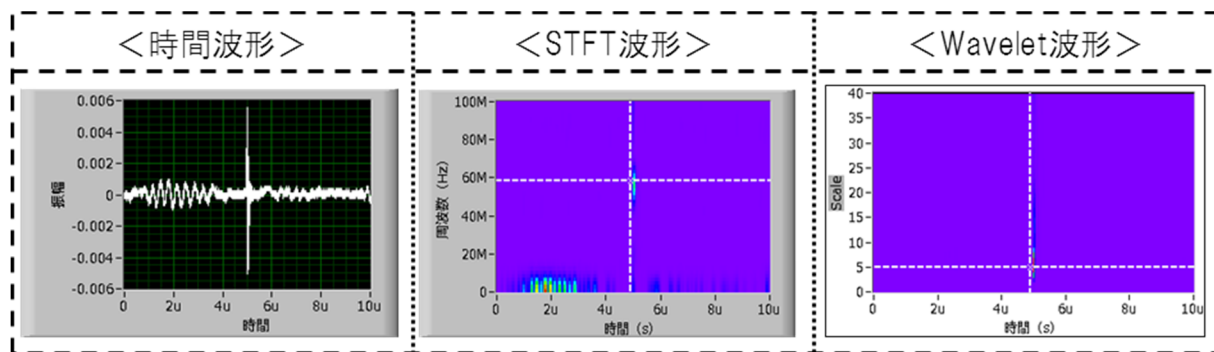 ＜時間波形＞
＜STFT波形＞
＜Wavelet波形＞
0.006
0.004
0.002
0
-0.002
-0.004
-0.006
振幅
0 2u 4u 6u 8u 10u
時間
100M
80M
60M
40M
20M
0
周波数 (Hz)
0 2u 4u 6u 8u 10u
時間 (s)
40
35
30
25
20
15
10
5
0
Scale
0 2u 4u 6u 8u 10u
時間 (s)